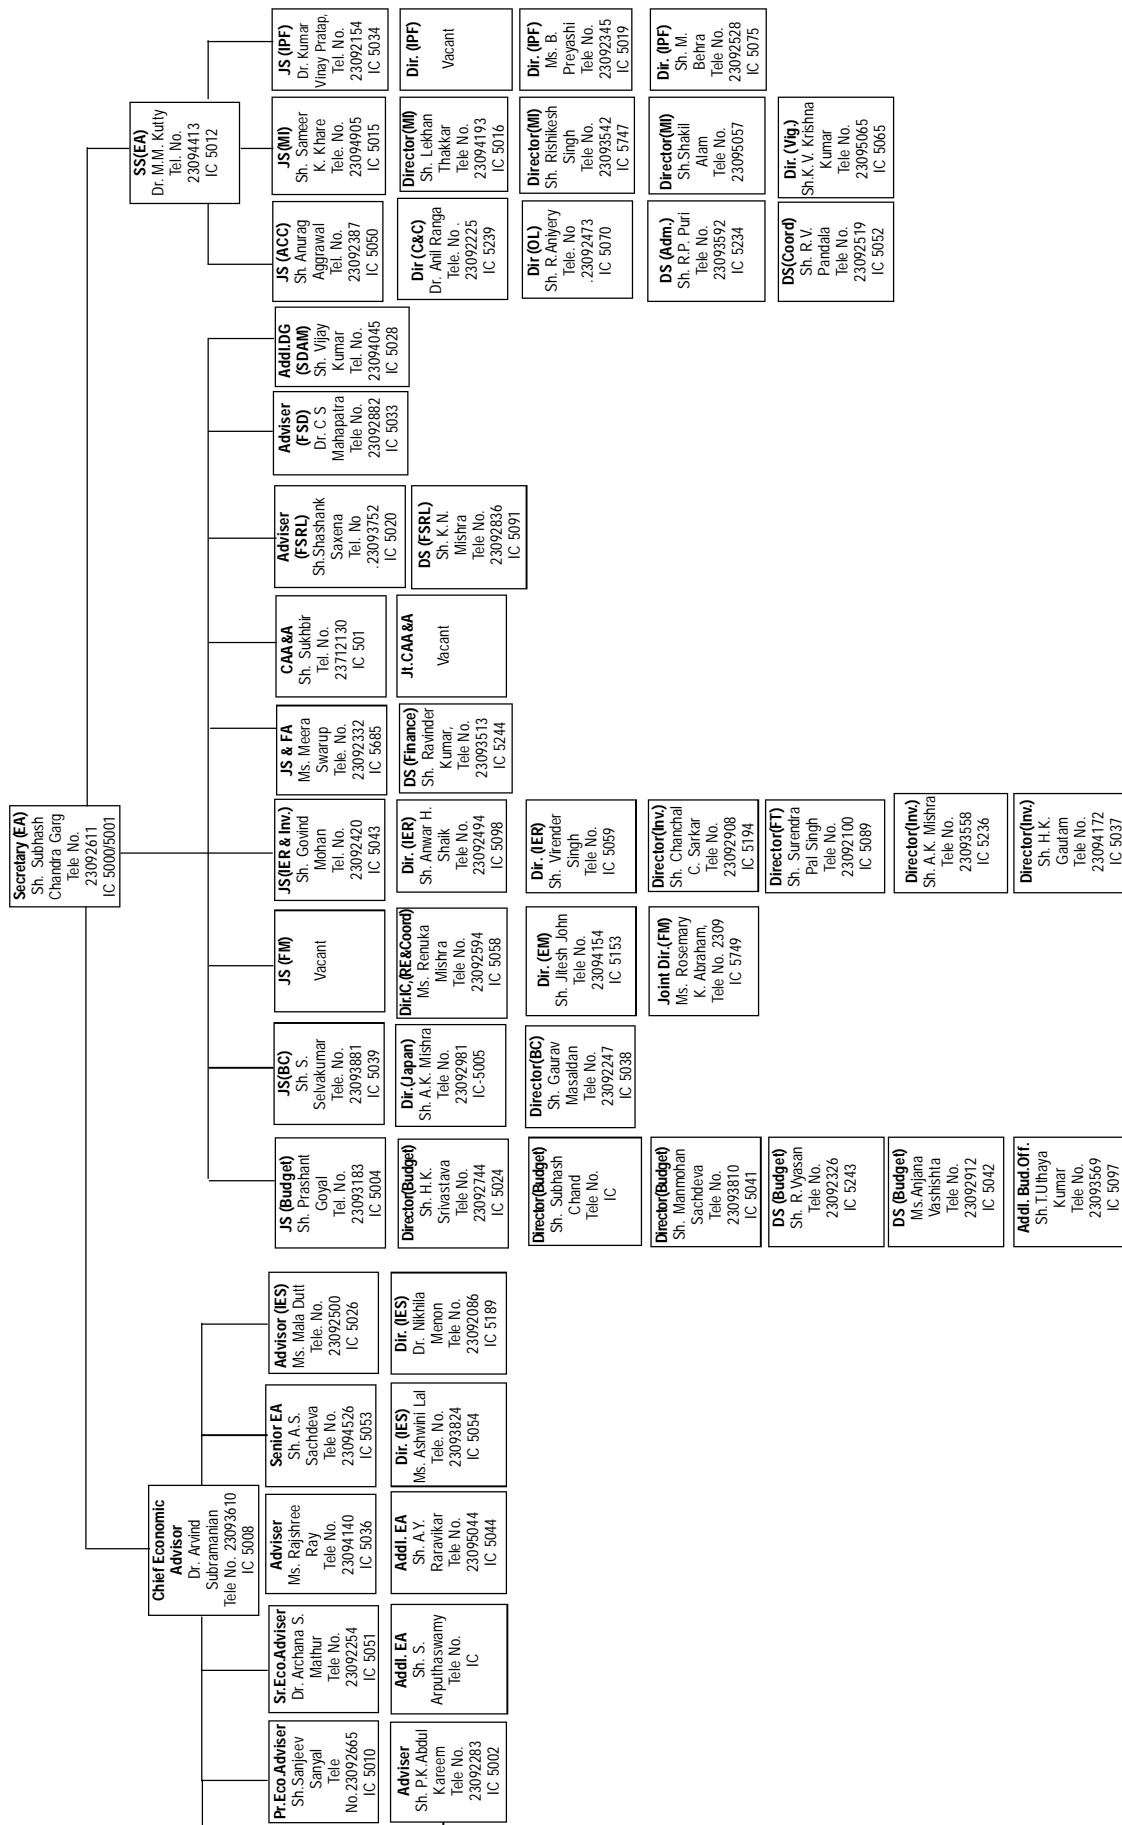 Secretary (EA)
Sh. Subhash
Chandra Garg
Tele No.
23092611
IC 5000/5001
Chief Economic
Advisor
Dr. Arvind
Subramanian
Tele No. 23093610
IC 5008
SS(EA)
Dr. M.M. Kutty
Tel. No.
23094413
IC 5012
Pr.Eco.Adviser
Sh.Sanjeev
Sanyal
Tele
No.23092665
IC 5010
Adviser
Sh. P.K.Abdul
Kareem
Tele No.
23092283
IC 5002
Sr.Eco.Adviser
Dr. Archana S.
Mathur
Tele No.
23092254
IC 5051
Addl. EA
Sh. S.
Arputhaswamy
Tele No.
IC
Adviser
Ms. Rajshree
Ray
Tele No.
23094140
IC 5036
Addl. EA
Sh. A.Y.
Raravikar
Tele No.
23095044
IC 5044
Senior EA
Sh. A.S.
Sachdeva
Tele No.
23094526
IC 5053
Dir. (IES)
Ms. Ashwini Lal
Tele. No.
23093824
IC 5054
Advisor (IES)
Ms. Mala Dutt
Tele. No.
23092500
IC 5026
Dir. (IES)
Dr. Nikhila
Menon
Tele No.
23092086
IC 5189
JS (Budget)
Sh. Prashant
Goyal
Tel. No.
23093183
IC 5004
Director(Budget)
Sh. H.K.
Srivastava
Tele No.
23092744
IC 5024
Director(Budget)
Sh. Subhash
Chand
Tele No.
IC
Director(Budget)
Sh. Manmohan
Sachdeva
Tele No.
23093810
IC 5041
DS (Budget)
Sh. R.Vyasan
Tele No.
23092326
IC 5243
DS (Budget)
Ms.Anjana
Vashishta
Tele No.
23092912
IC 5042
Addl. Bud.Off.
Sh.T.Uthaya
Kumar
Tele No.
23093569
IC 5097
JS(BC)
Sh. S.
Selvakumar
Tele. No.
23093881
IC 5039
Dir.(Japan)
Sh. A.K. Mishra
Tele No.
23092981
IC-5005
Director(BC)
Sh. Gaurav
Masaldan
Tele No.
23092247
IC 5038
JS (FM)
Vacant
Dir.IC,(RE&Coord)
Ms. Renuka
Mishra
Tele No.
23092594
IC 5058
Dir. (EM)
Sh. Jitesh John
Tele No.
23094154
IC 5153
Joint Dir.(FM)
Ms. Rosemary
K. Abraham,
Tele No. 2309
IC 5749
JS(IER & Inv.)
Sh. Govind
Mohan
Tel. No.
23092420
IC 5043
Dir. (IER)
Sh. Anwar H.
Shaik
Tele No.
23092494
IC 5098
Dir. (IER)
Sh. Virender
Singh
Tele No.
IC 5059
Director(Inv.)
Sh. Chanchal
C. Sarkar
Tele No.
23092908
IC 5194
Director(FT)
Sh. Surendra
Pal Singh
Tele No.
23092100
IC 5089
Director(Inv.)
Sh. A.K. Mishra
Tele No.
23093558
IC 5236
Director(Inv.)
Sh. H.K.
Gautam
Tele No.
23094172
IC 5037
JS & FA
Ms. Meera
Swarup
Tele. No.
23092332
IC 5685
DS (Finance)
Sh. Ravinder
Kumar,
Tele No.
23093513
IC 5244
CAA&A
Sh. Sukhbir
Tel. No.
23712130
IC 501
Jt.CAA&A
Vacant
Adviser
(FSRL)
Sh.Shashank
Saxena
Tel. No
.23093752
IC 5020
DS (FSRL)
Sh. K.N.
Mishra
Tele No.
23092836
IC 5091
Adviser
(FSD)
Dr. C S
Mahapatra
Tele No.
23092882
IC 5033
Addl.DG
(SDAM)
Sh. Vijay
Kumar
Tel. No.
23094045
IC 5028
JS (ACC)
Sh. Anurag
Aggrawal
Tel. No.
23092387
IC 5050
Dir (C&C)
Dr. Anil Ranga
Tele. No.
23092225
IC 5239
Dir (OL)
Sh. R.Aniyery
Tele. No
.23092473
IC 5070
DS (Adm.)
Sh. R.P. Puri
Tele No.
23093592
IC 5234
DS(Coord)
Sh. R.V.
Pandala
Tele No.
23092519
IC 5052
JS(MI)
Sh. Sameer
K. Khare
Tele. No.
23094905
IC 5015
Director(MI)
Sh. Lekhan
Thakkar
Tele No.
23094193
IC 5016
Director(MI)
Sh. Rishikesh
Singh
Tele No.
23093542
IC 5747
Director(MI)
Sh.Shakil
Alam
Tele No.
23095057
Dir. (Vig.)
Sh.K.V. Krishna
Kumar
Tele No.
23095065
IC 5065
JS (IPF)
Dr. Kumar
Vinay Pratap,
Tel. No.
23092154
IC 5034
Dir. (IPF)
Vacant
Dir. (IPF)
Ms. B.
Preyashi
Tele No.
23092345
IC 5019
Dir. (IPF)
Sh. M.
Behra
Tele No.
23092528
IC 5075